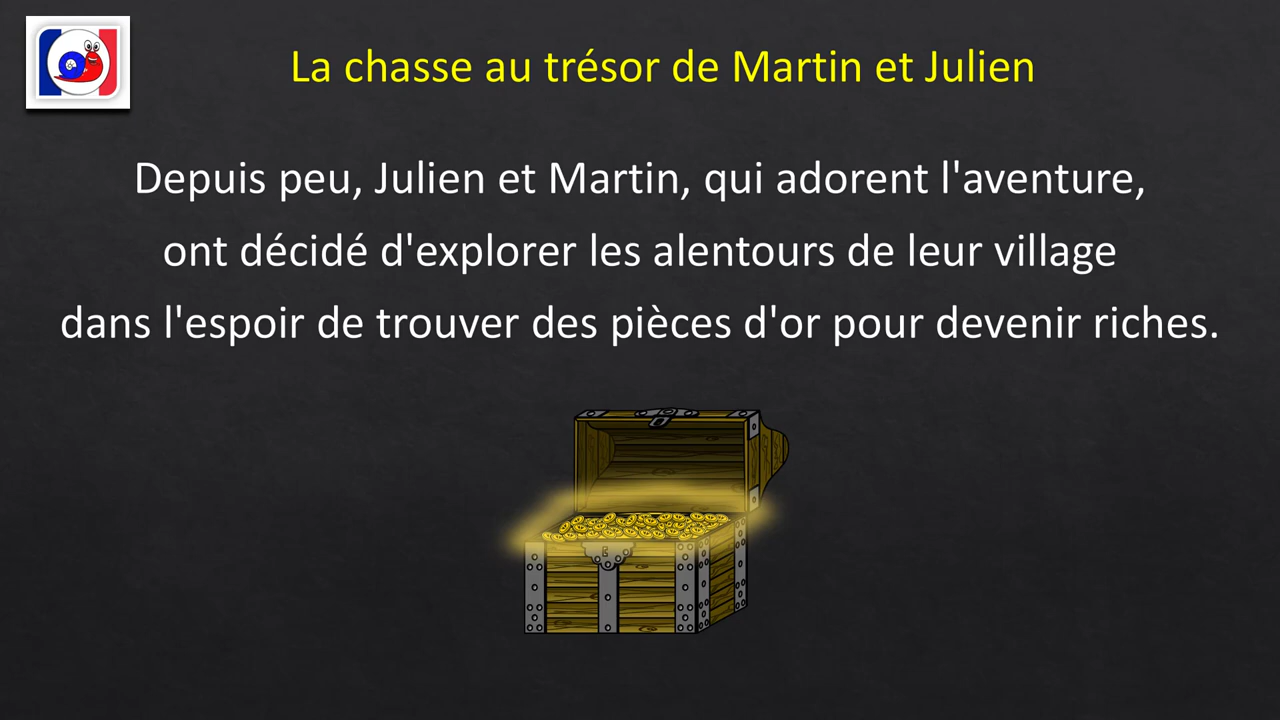 La chasse au trésor de Martin et Julien
Depuis peu, Julien et Martin, qui adorent l'aventure,
ont décidé d'explorer les alentours de leur village
dans l'espoir de trouver des pièces d'or pour devenir riches.